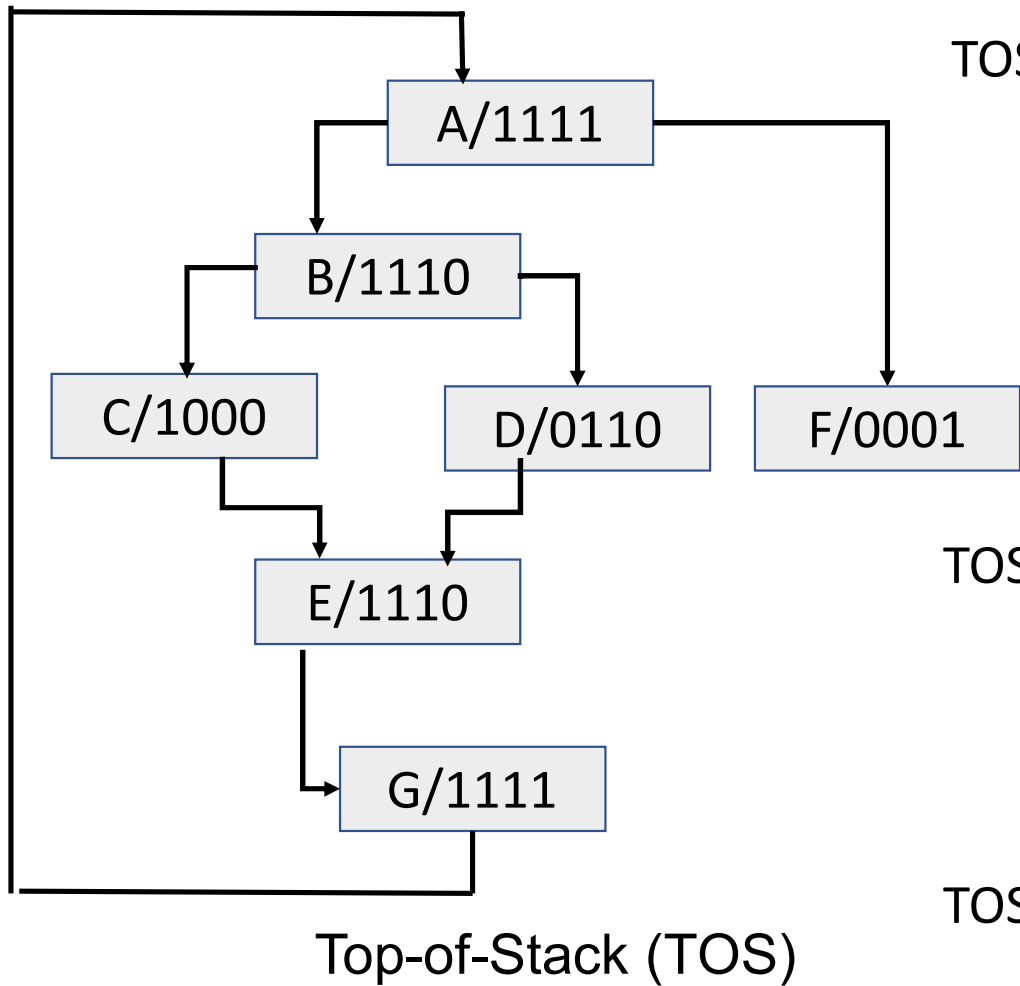 TOS
A/1111
B/1110
C/1000
D/0110
F/0001
TOS
E/1110
G/1111
TOS
Top-of-Stack (TOS)